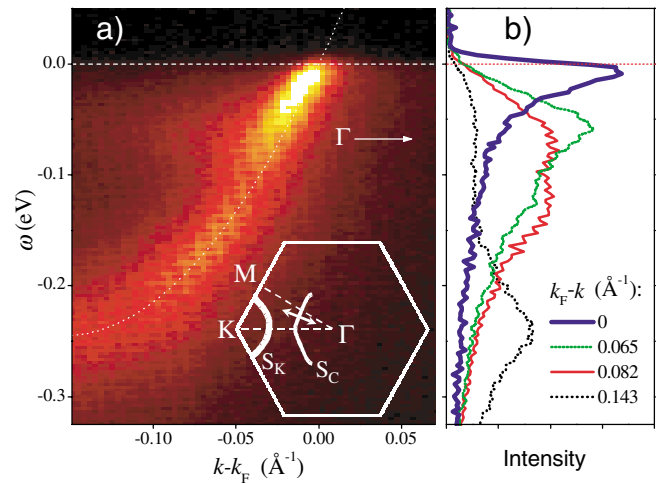 a)
b)
0.0
-0.1
-0.2
-0.3
ω (eV)
Γ
M
K
Γ
S_K
S_C
-0.10
-0.05
0.00
0.05
k-k_F (Å⁻¹)
k_F-k (Å⁻¹):
0
0.065
0.082
0.143
Intensity